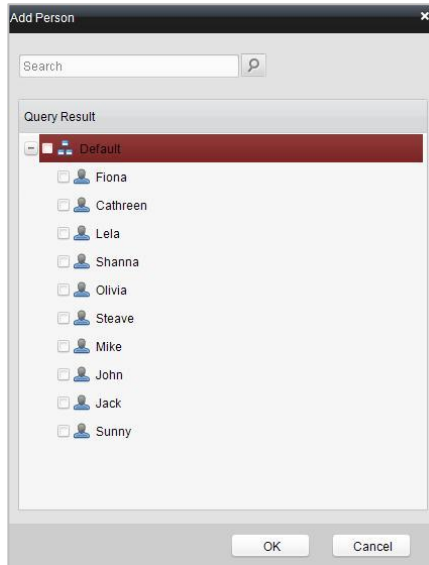 Add Person
Search
Query Result
Default
Fiona
Cathreen
Lela
Shanna
Olivia
Steave
Mike
John
Jack
Sunny
OK Cancel